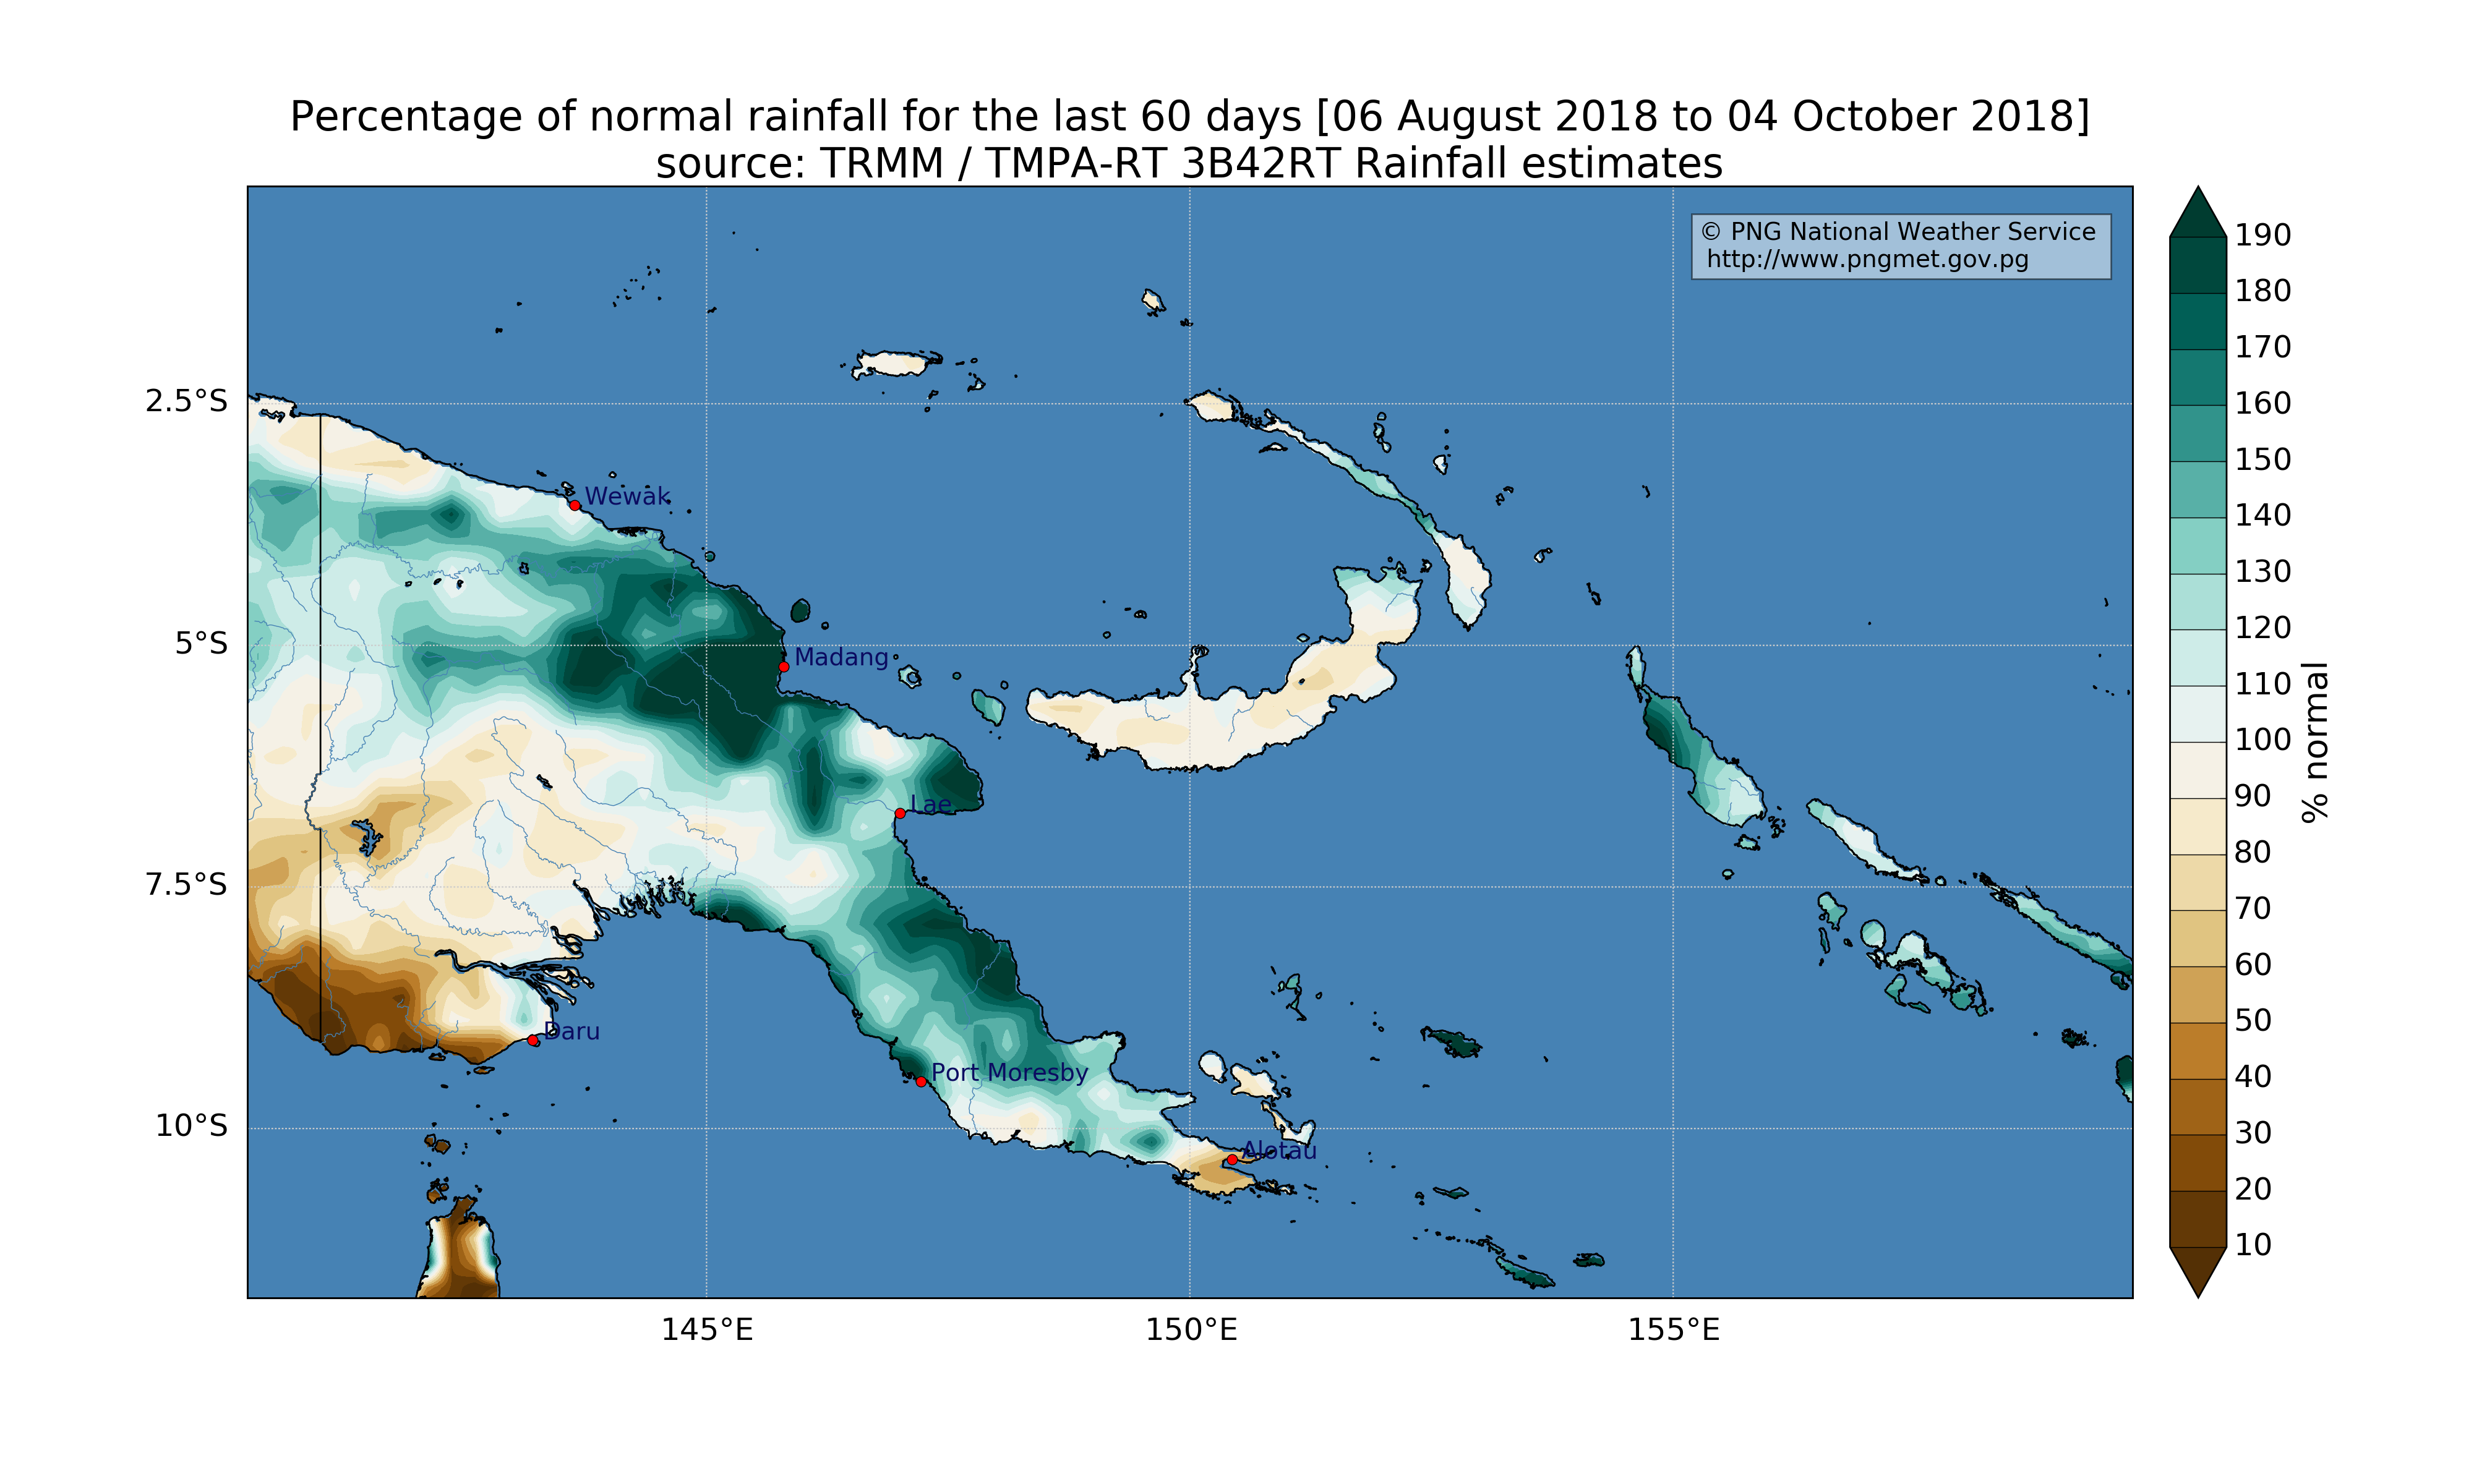 Percentage of normal rainfall for the last 60 days [06 August 2018 to 04 October 2018]
source: TRMM / TMPA-RT 3B42RT Rainfall estimates
© PNG National Weather Service
http://www.pngmet.gov.pg
2.5°S
5°S
7.5°S
10°S
145°E
150°E
155°E
Wewak
Madang
Lae
Daru
Port Moresby
Alotau
190
180
170
160
150
140
130
120
110
100
90
80
70
60
50
40
30
20
10
% normal